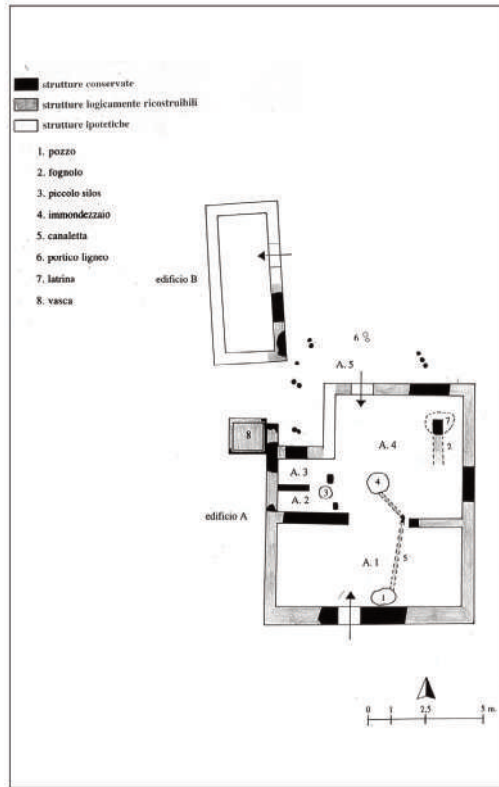 strutture conservate
strutture logicamente ricostruibili
strutture ipotetiche
1. pozzo
2. fognolo
3. piccolo silos
4. immondezzaio
5. canaletta
6. portico ligneo
7. latrina
8. vasca
edificio B
6
A. 5
7
A. 4
2
8
A. 3
4
3
A. 2
edificio A
A. 1
5
1
0 1 2,5 5 m.